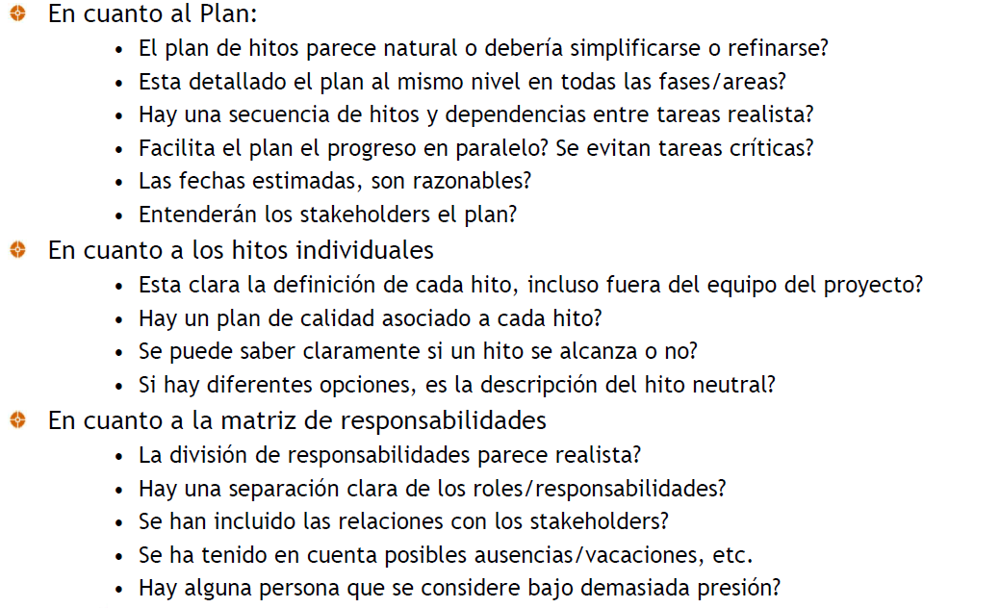 En cuanto al Plan:
• El plan de hitos parece natural o debería simplificarse o refinarse?
• Esta detallado el plan al mismo nivel en todas las fases/areas?
• Hay una secuencia de hitos y dependencias entre tareas realista?
• Facilita el plan el progreso en paralelo? Se evitan tareas críticas?
• Las fechas estimadas, son razonables?
• Entenderán los stakeholders el plan?
En cuanto a los hitos individuales
• Esta clara la definición de cada hito, incluso fuera del equipo del proyecto?
• Hay un plan de calidad asociado a cada hito?
• Se puede saber claramente si un hito se alcanza o no?
• Si hay diferentes opciones, es la descripción del hito neutral?
En cuanto a la matriz de responsabilidades
• La división de responsabilidades parece realista?
• Hay una separación clara de los roles/responsabilidades?
• Se han incluido las relaciones con los stakeholders?
• Se ha tenido en cuenta posibles ausencias/vacaciones, etc.
• Hay alguna persona que se considere bajo demasiada presión?